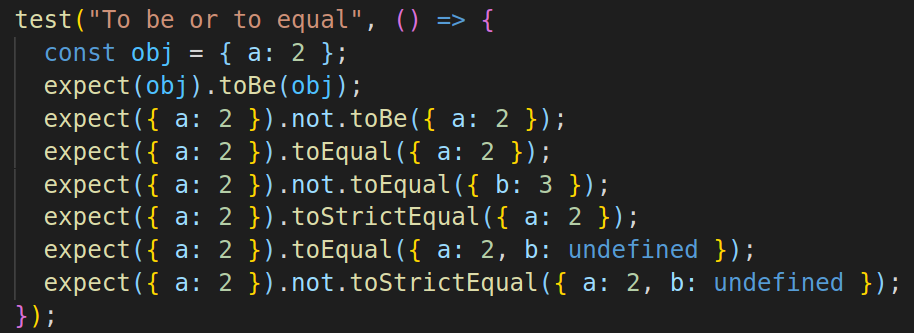 test("To be or to equal", () => {
  const obj = { a: 2 };
  expect(obj).toBe(obj);
  expect({ a: 2 }).not.toBe({ a: 2 });
  expect({ a: 2 }).toEqual({ a: 2 });
  expect({ a: 2 }).not.toEqual({ b: 3 });
  expect({ a: 2 }).toStrictEqual({ a: 2 });
  expect({ a: 2 }).toEqual({ a: 2, b: undefined });
  expect({ a: 2 }).not.toStrictEqual({ a: 2, b: undefined });
});